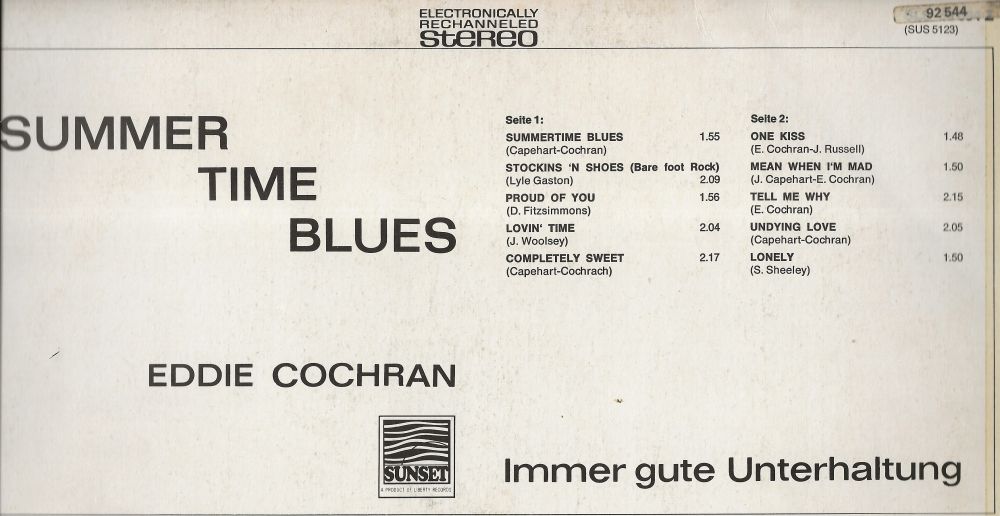 ELECTRONICALLY
RECHANNELED
stereo
92 544
(SUS 5123)
SUMMER
TIME
BLUES
EDDIE COCHRAN
SUNSET
A PRODUCT OF LIBERTY RECORDS
Seite 1:
SUMMERTIME BLUES 1.55
(Capehart-Cochran)
STOCKINS 'N SHOES (Bare foot Rock)
(Lyle Gaston) 2.09
PROUD OF YOU 1.56
(D. Fitzsimmons)
LOVIN' TIME 2.04
(J. Woolsey)
COMPLETELY SWEET 2.17
(Capehart-Cochrach)
Seite 2:
ONE KISS 1.48
(E. Cochran-J. Russell)
MEAN WHEN I'M MAD 1.50
(J. Capehart-E. Cochran)
TELL ME WHY 2.15
(E. Cochran)
UNDYING LOVE 2.05
(Capehart-Cochran)
LONELY 1.50
(S. Sheeley)
Immer gute Unterhaltung